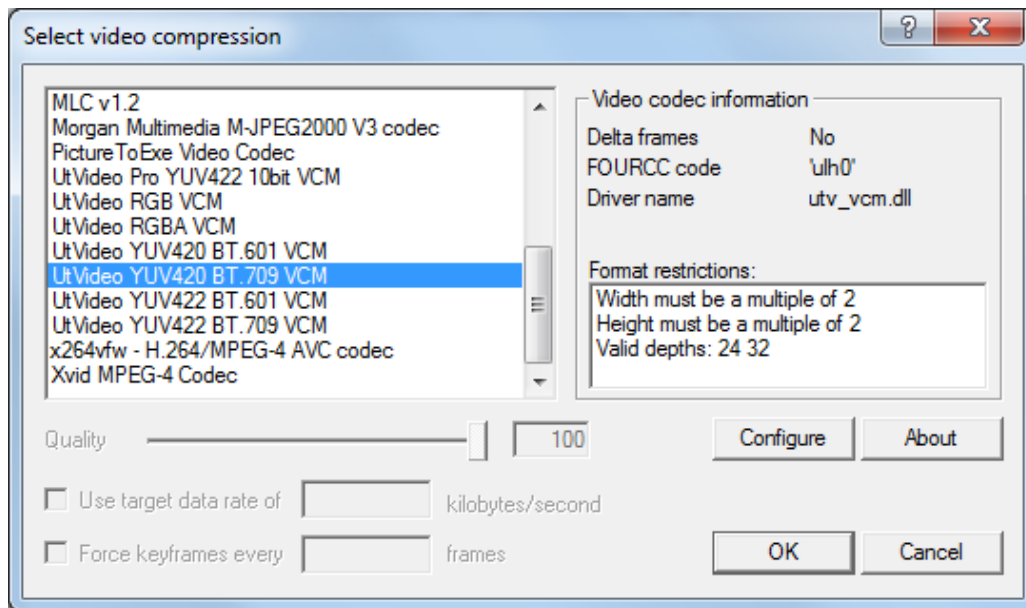 Select video compression
MLC v1.2
Morgan Multimedia M-JPEG2000 V3 codec
PictureToExe Video Codec
UtVideo Pro YUV422 10bit VCM
UtVideo RGB VCM
UtVideo RGBA VCM
UtVideo YUV420 BT.601 VCM
UtVideo YUV420 BT.709 VCM
UtVideo YUV422 BT.601 VCM
UtVideo YUV422 BT.709 VCM
x264vfw - H.264/MPEG-4 AVC codec
Xvid MPEG-4 Codec
Video codec information
Delta frames No
FOURCC code 'ulh0'
Driver name utv_vcm.dll
Format restrictions:
Width must be a multiple of 2
Height must be a multiple of 2
Valid depths: 24 32
Quality 100
Configure About
Use target data rate of kilobytes/second
Force keyframes every frames
OK Cancel